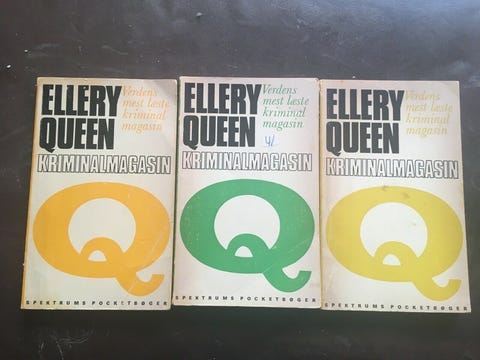 ELLERY
QUEEN
Verdens
mest læste
kriminal
magasin
KRIMINALMAGASIN
Q
SPEKTRUMS POCKETBØGER
ELLERY
QUEEN
Verdens
mest læste
kriminal
magasin
KRIMINALMAGASIN
Q
SPEKTRUMS POCKETBØGER
ELLERY
QUEEN
Verdens
mest læste
kriminal
magasin
KRIMINALMAGASIN
Q
SPEKTRUMS POCKETBØGER